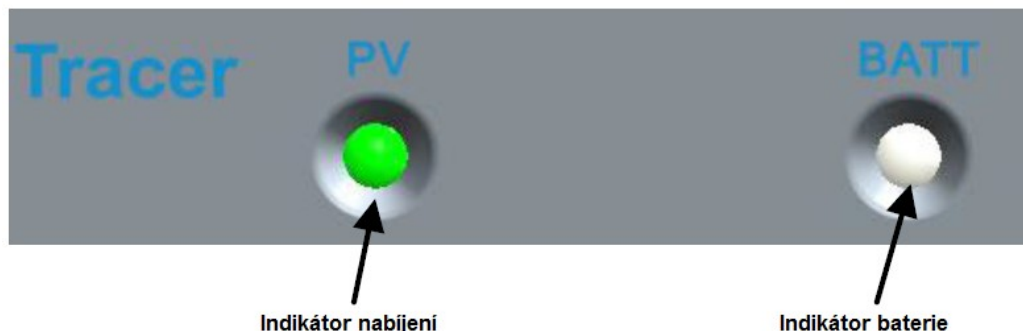 Tracer
PV
BATT
Indikátor nabíjení
Indikátor baterie